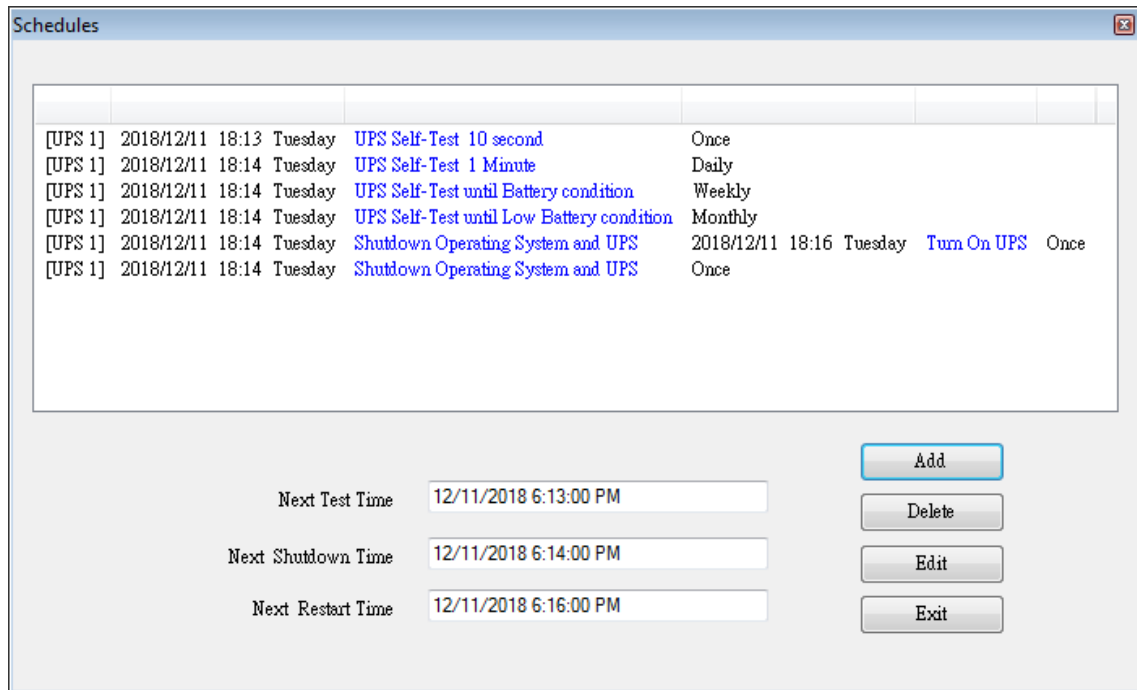 Schedules
[UPS 1] 2018/12/11 18:13 Tuesday UPS Self-Test 10 second Once
[UPS 1] 2018/12/11 18:14 Tuesday UPS Self-Test 1 Minute Daily
[UPS 1] 2018/12/11 18:14 Tuesday UPS Self-Test until Battery condition Weekly
[UPS 1] 2018/12/11 18:14 Tuesday UPS Self-Test until Low Battery condition Monthly
[UPS 1] 2018/12/11 18:14 Tuesday Shutdown Operating System and UPS 2018/12/11 18:16 Tuesday Turn On UPS Once
[UPS 1] 2018/12/11 18:14 Tuesday Shutdown Operating System and UPS Once
Add
Next Test Time 12/11/2018 6:13:00 PM
Delete
Next Shutdown Time 12/11/2018 6:14:00 PM
Edit
Next Restart Time 12/11/2018 6:16:00 PM
Exit